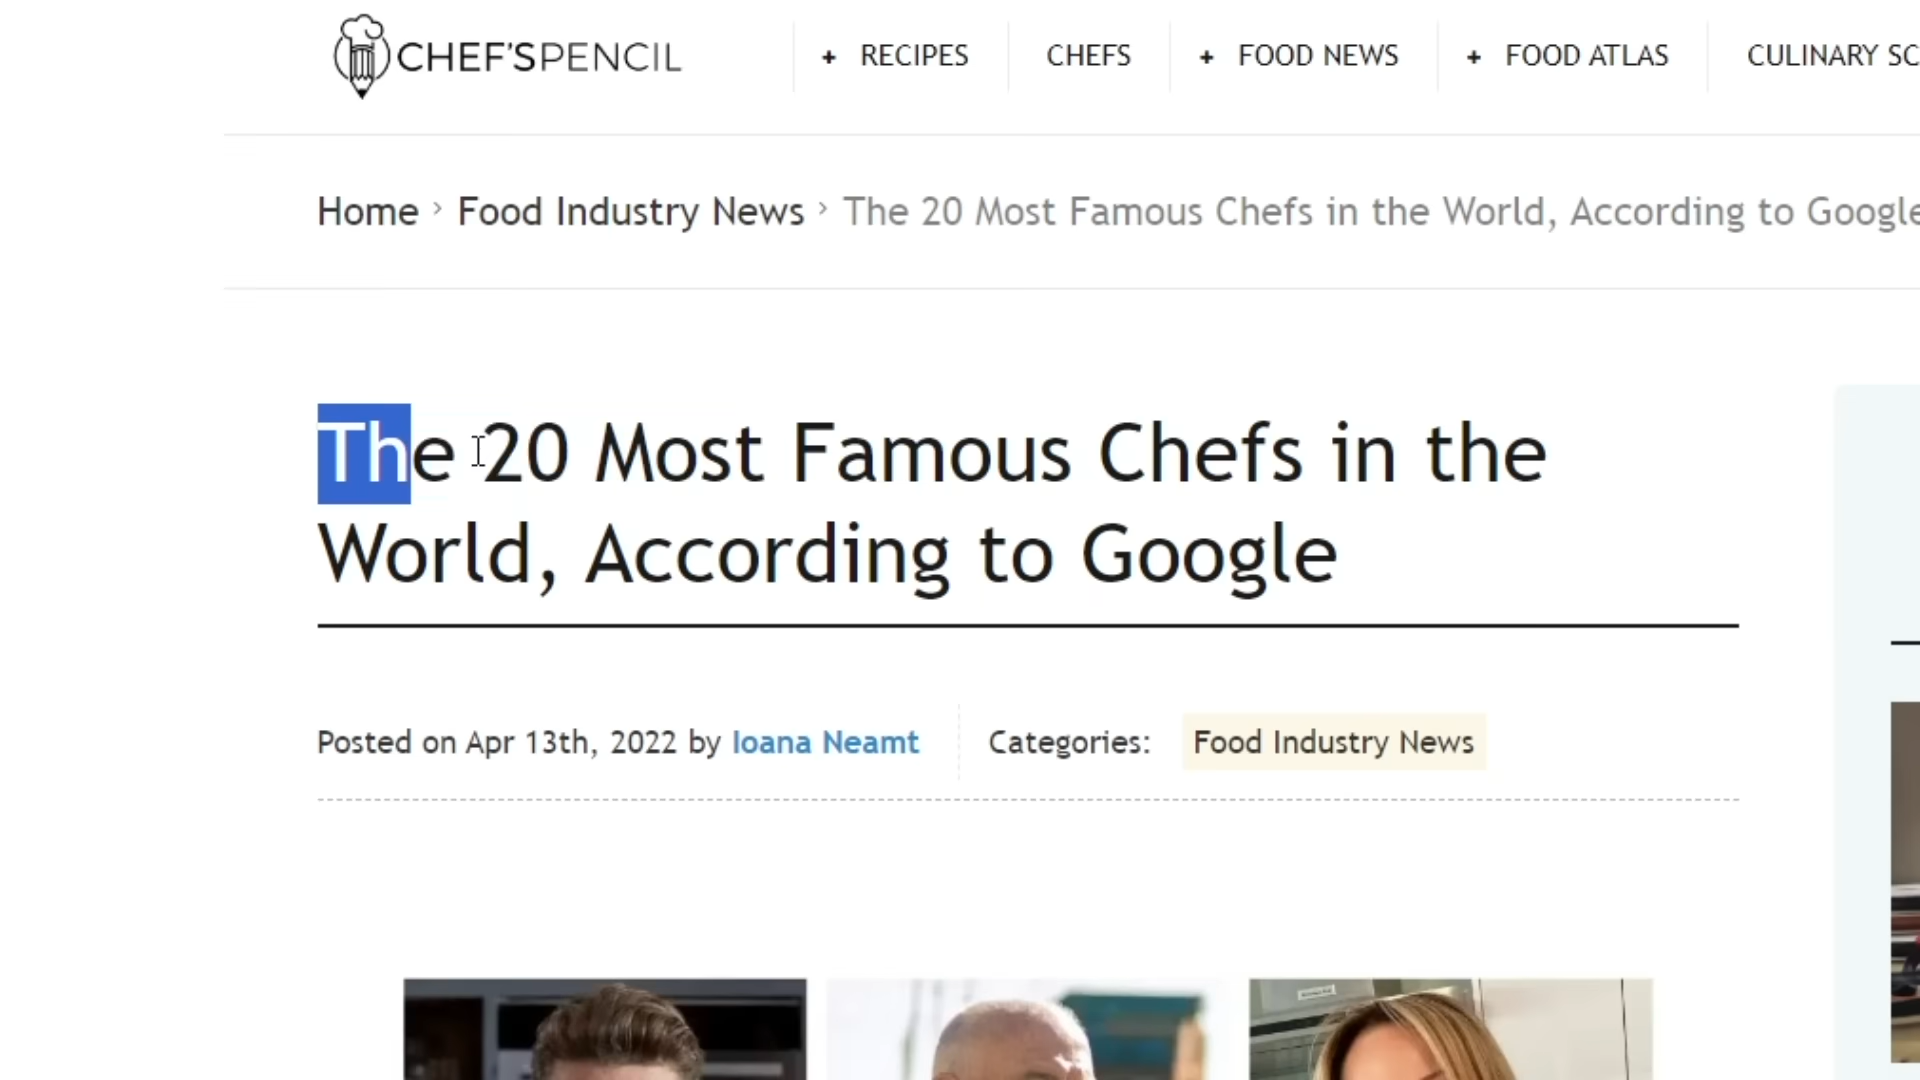 CHEF'SPENCIL
+ RECIPES
CHEFS
+ FOOD NEWS
+ FOOD ATLAS
CULINARY SC
Home › Food Industry News › The 20 Most Famous Chefs in the World, According to Google
The 20 Most Famous Chefs in the
World, According to Google
Posted on Apr 13th, 2022 by Ioana Neamt
Categories: Food Industry News